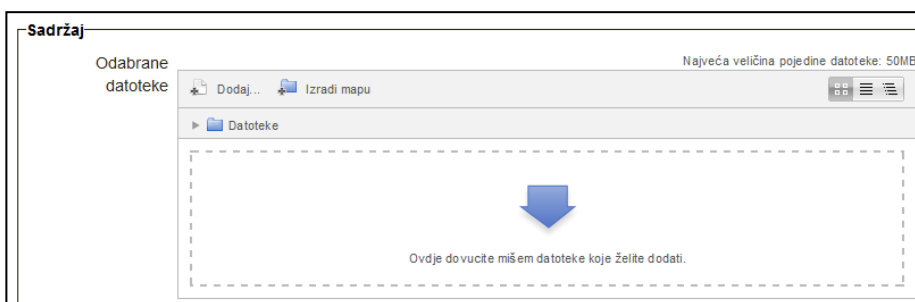 Sadržaj
Odabrane
datoteke
Najveća veličina pojedine datoteke: 50MB
Dodaj... Izradi mapu
Datoteke
Ovdje dovucite mišem datoteke koje želite dodati.